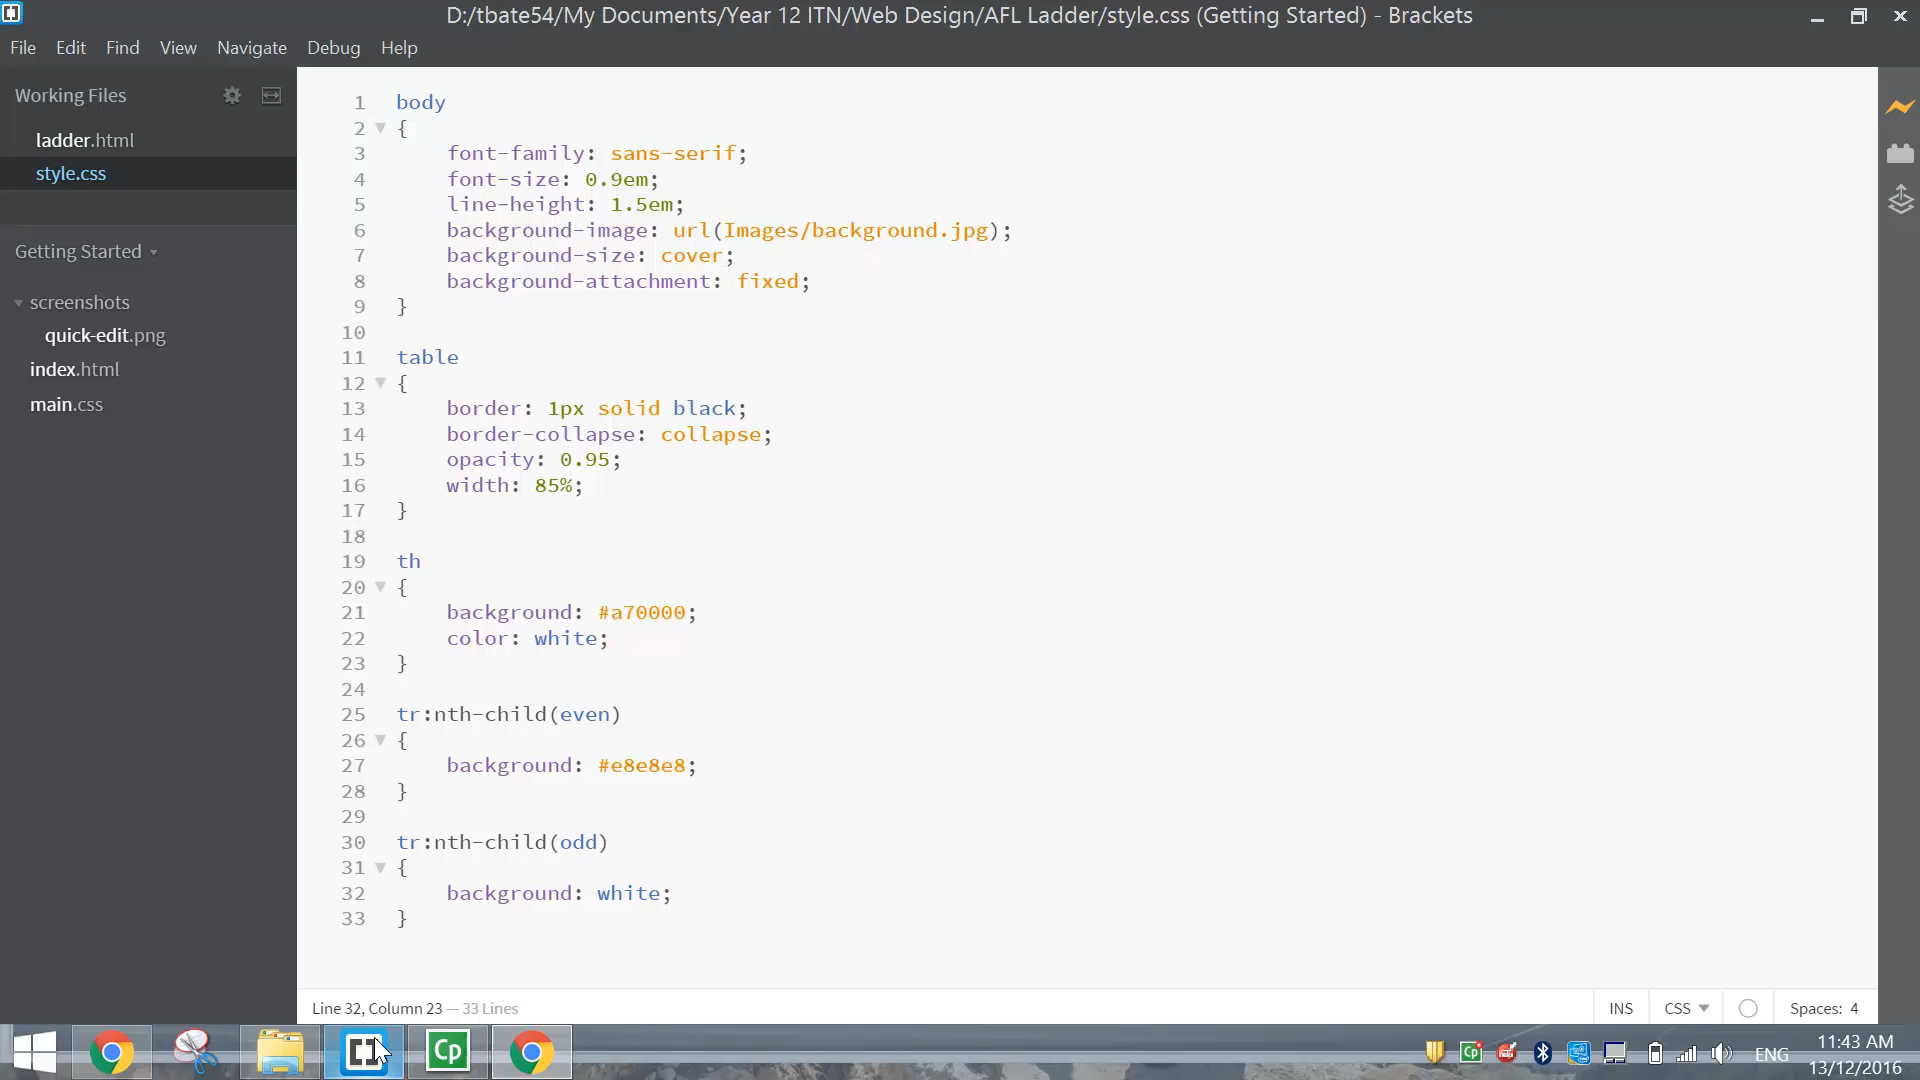 D:/tbate54/My Documents/Year 12 ITN/Web Design/AFL Ladder/style.css (Getting Started) - Brackets
File Edit Find View Navigate Debug Help
Working Files
ladder.html
style.css
Getting Started
screenshots
quick-edit.png
index.html
main.css
1 body
2 {
3 font-family: sans-serif;
4 font-size: 0.9em;
5 line-height: 1.5em;
6 background-image: url(Images/background.jpg);
7 background-size: cover;
8 background-attachment: fixed;
9 }
10
11 table
12 {
13 border: 1px solid black;
14 border-collapse: collapse;
15 opacity: 0.95;
16 width: 85%;
17 }
18
19 th
20 {
21 background: #a70000;
22 color: white;
23 }
24
25 tr:nth-child(even)
26 {
27 background: #e8e8e8;
28 }
29
30 tr:nth-child(odd)
31 {
32 background: white;
33 }
Line 32, Column 23 — 33 Lines
INS CSS Spaces: 4
Cp
Cp
ENG
11:43 AM
13/12/2016